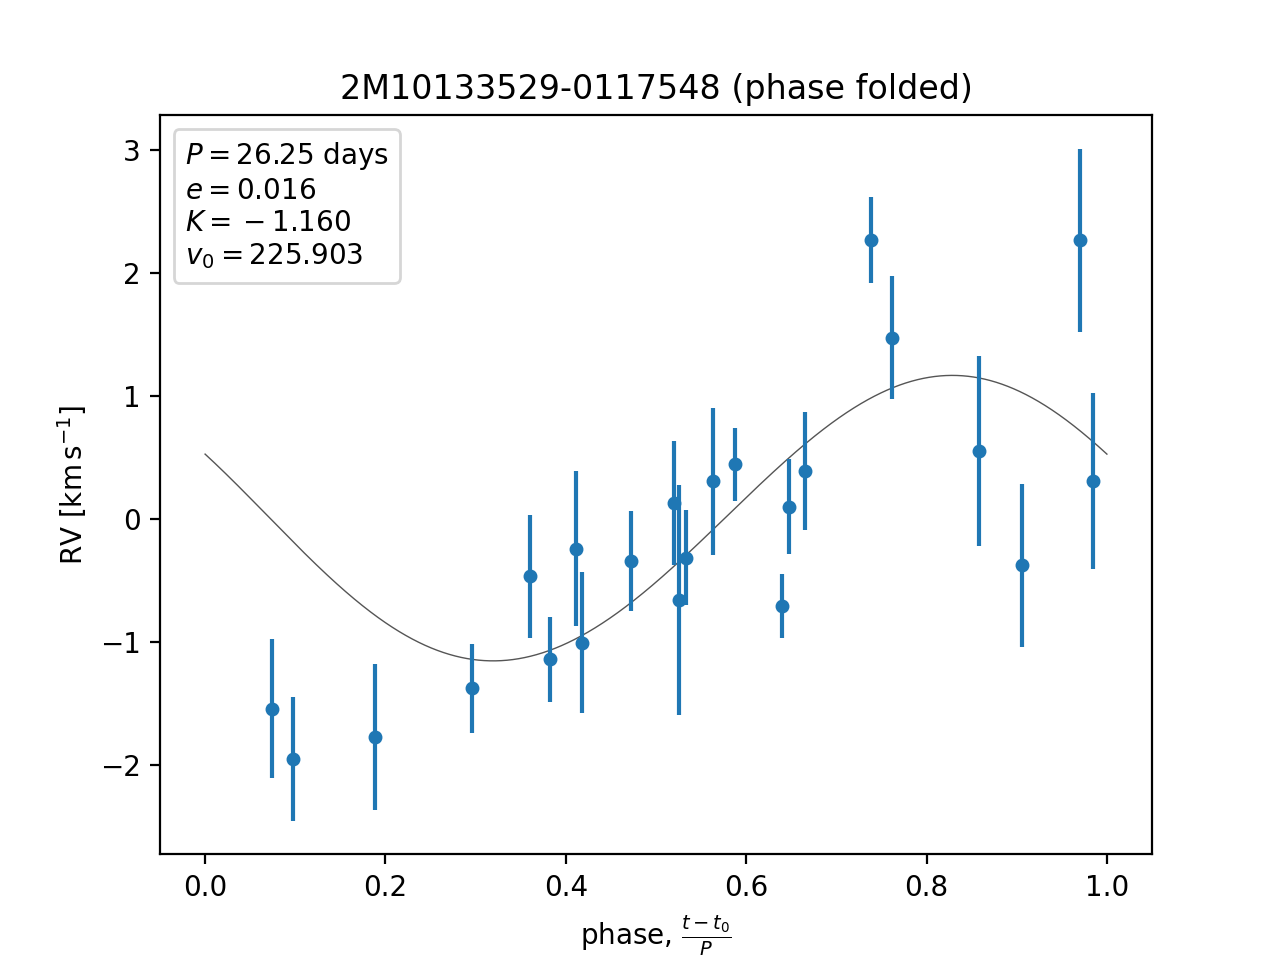 2M10133529-0117548 (phase folded)
P = 26.25 days
e = 0.016
K = −1.160
v₀ = 225.903
3
2
1
0
−1
−2
RV [km s⁻¹]
0.0 0.2 0.4 0.6 0.8 1.0
phase, (t − t₀)/P